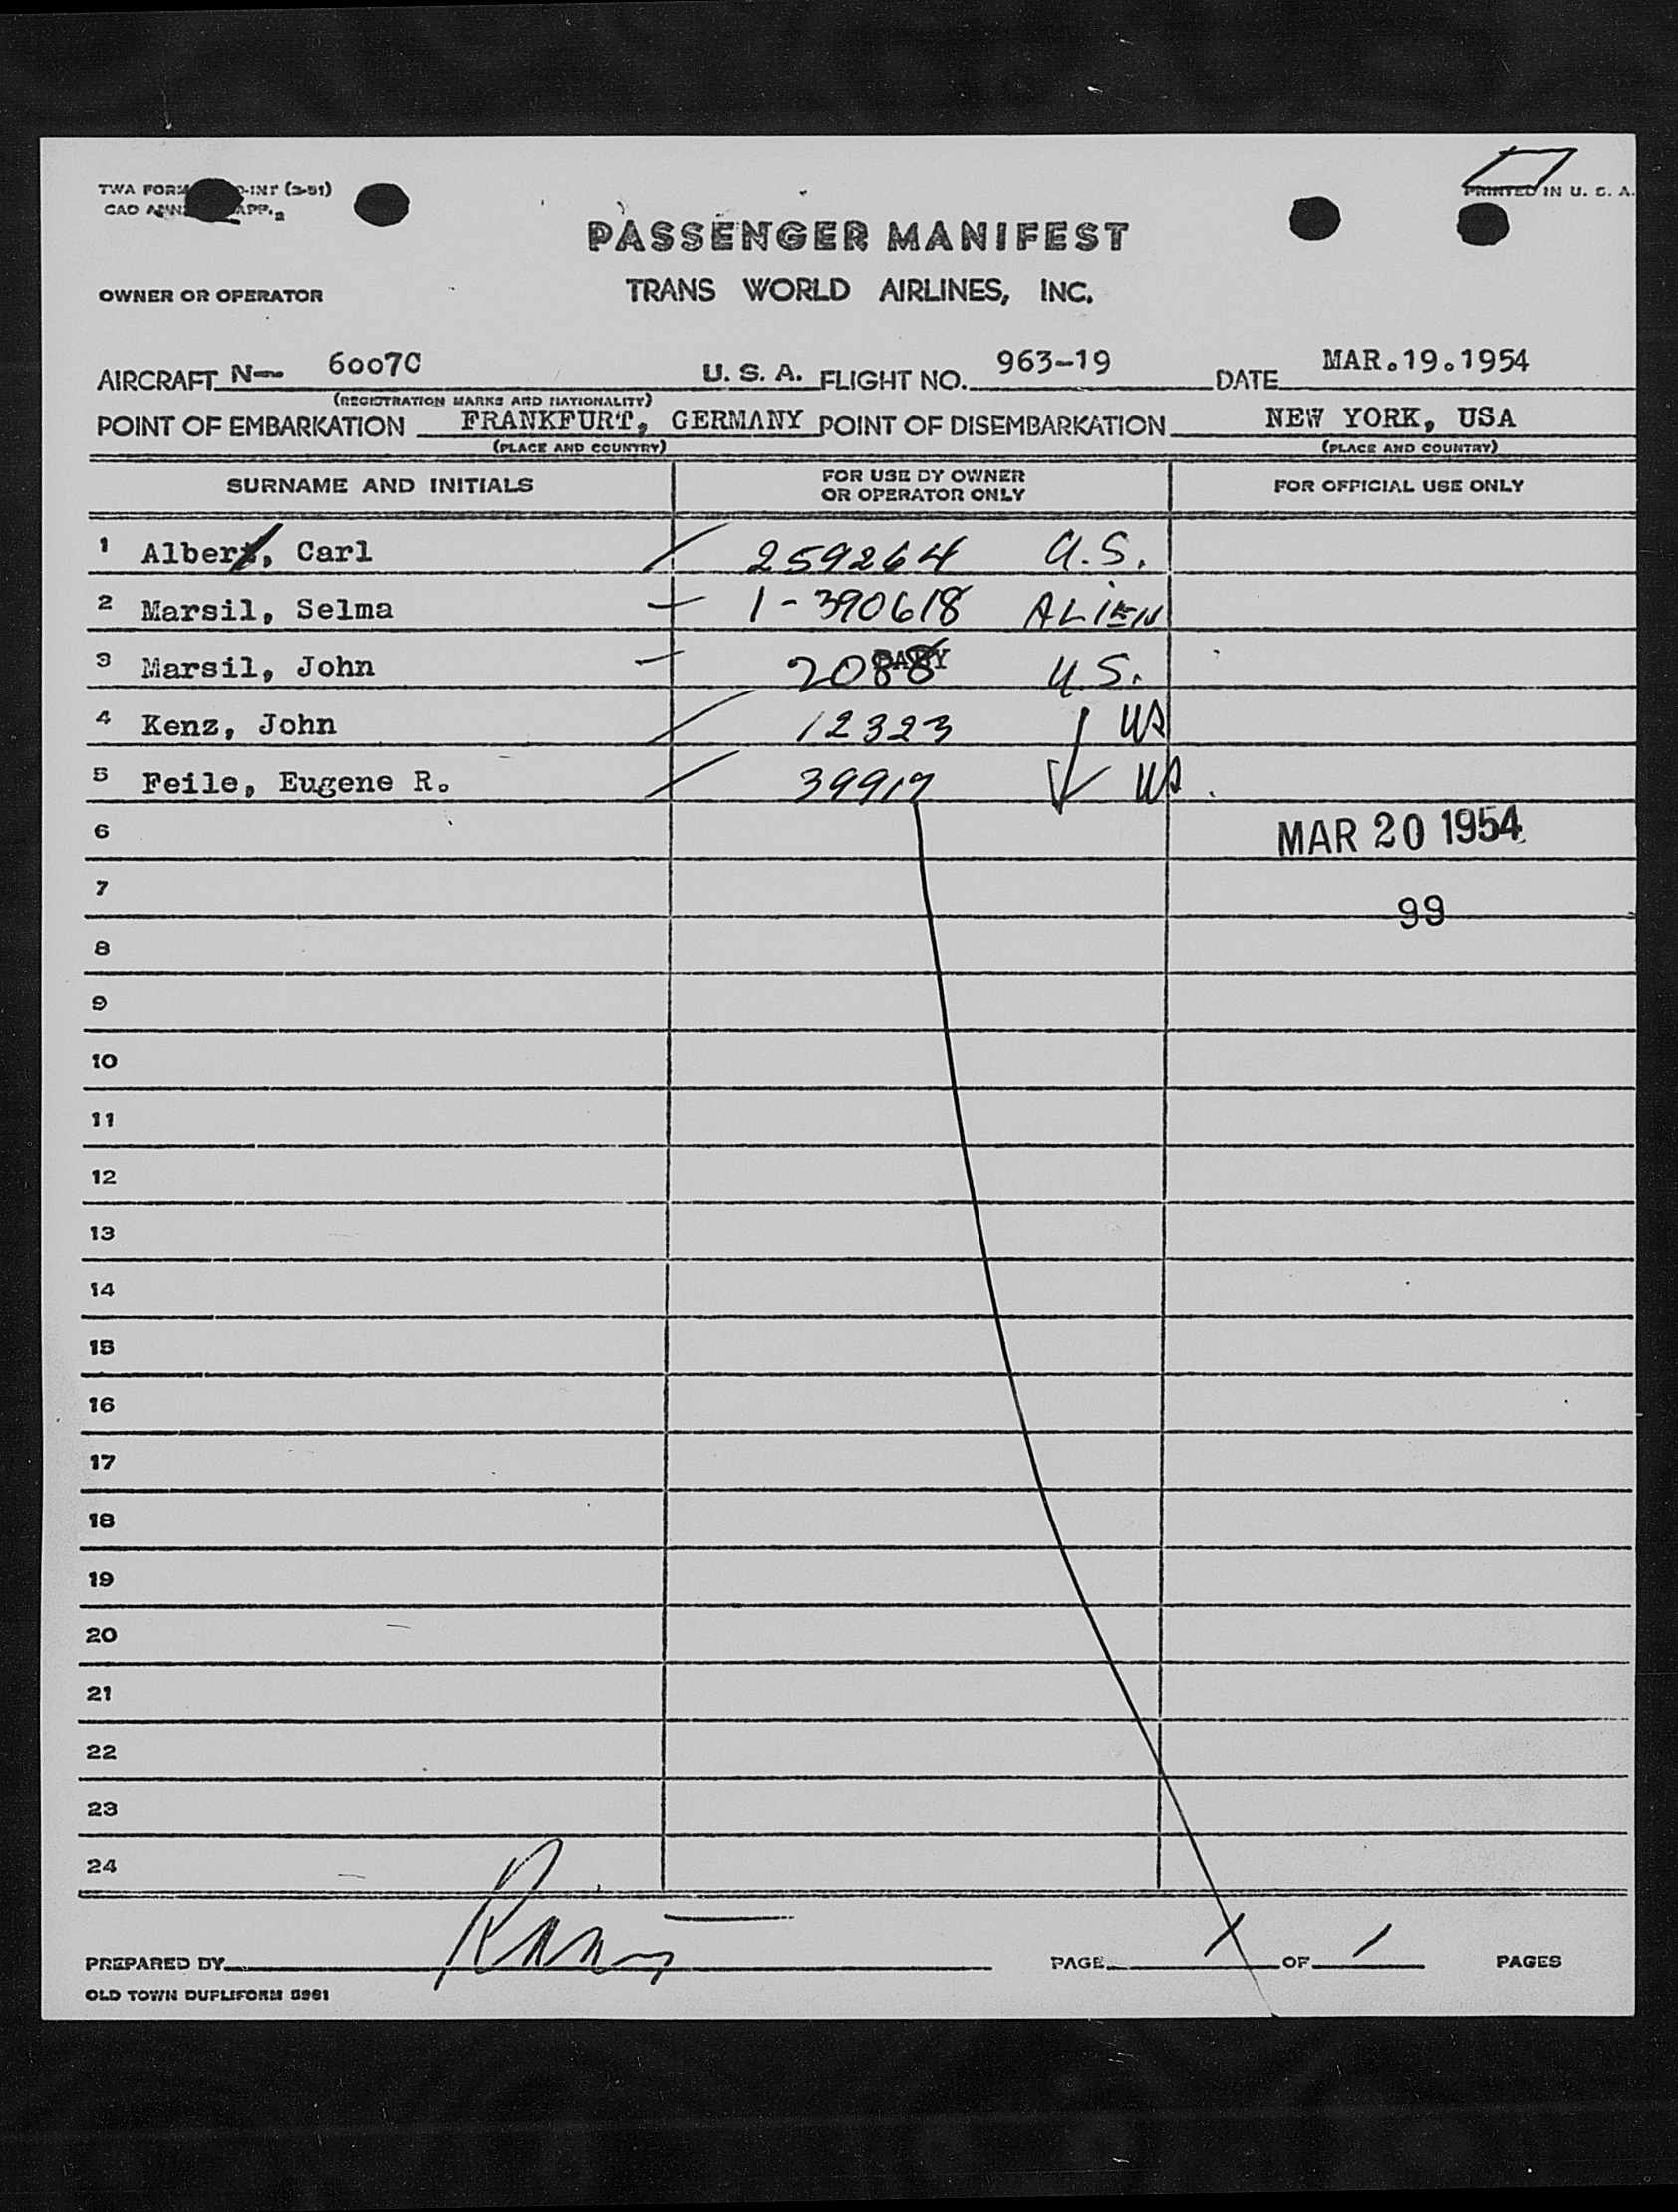 TWA FORM O-INT (3-51)
PRINTED IN U. S. A.
PASSENGER MANIFEST
OWNER OR OPERATOR TRANS WORLD AIRLINES, INC.
AIRCRAFT N-- 6007C U. S. A. FLIGHT NO. 963-19 DATE MAR.19.1954
(REGISTRATION MARKS AND NATIONALITY)
POINT OF EMBARKATION FRANKFURT, GERMANY POINT OF DISEMBARKATION NEW YORK, USA
(PLACE AND COUNTRY) (PLACE AND COUNTRY)
SURNAME AND INITIALS FOR USE BY OWNER OR OPERATOR ONLY FOR OFFICIAL USE ONLY
1 Albert, Carl 259264 U.S.
2 Marsil, Selma 1-390618 ALIEN
3 Marsil, John BABY 2088 U.S.
4 Kenz, John 12323 US
5 Feile, Eugene R. 39917 US.
6 MAR 20 1954
7 99
8
9
10
11
12
13
14
15
16
17
18
19
20
21
22
23
24
PREPARED BY PAGE 1 OF 1 PAGES
OLD TOWN DUPLIFORM